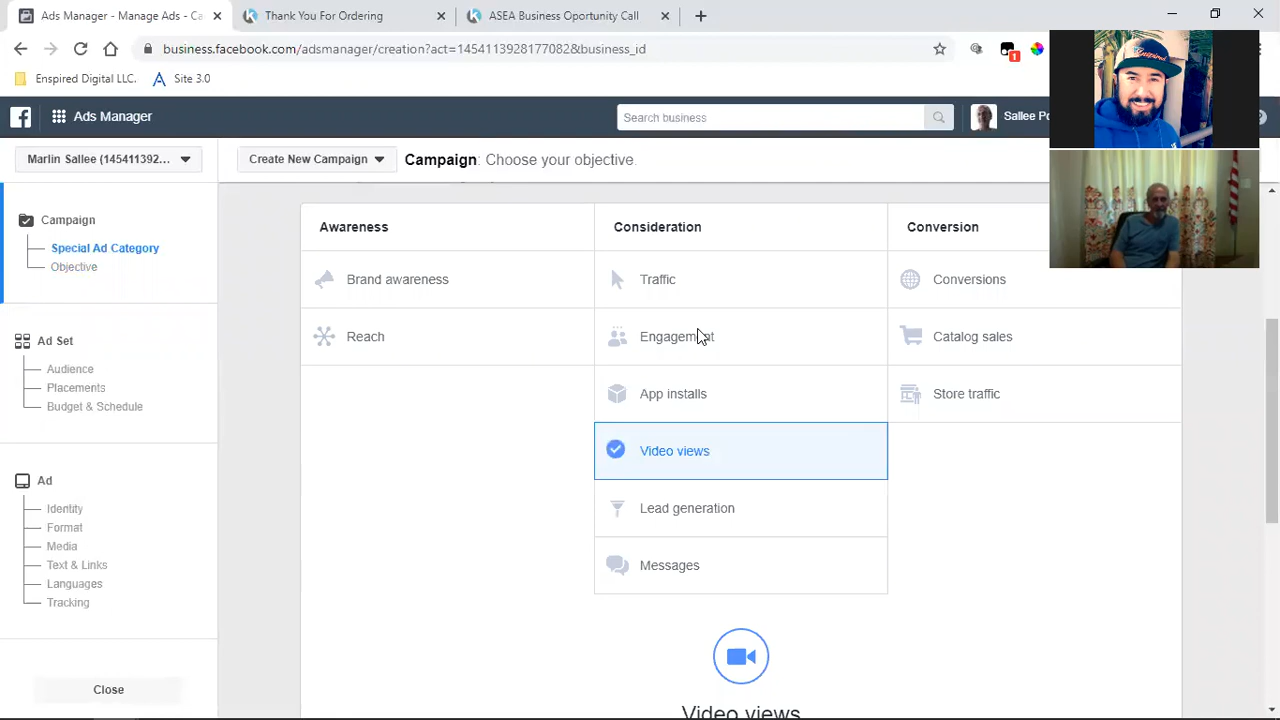 Ads Manager - Manage Ads - Ca
Thank You For Ordering
ASEA Business Oportunity Call
business.facebook.com/adsmanager/creation?act=1454113928177082&business_id
1
Enspired Digital LLC.
Site 3.0
Ads Manager
Search business
Sallee Po
Marlin Sallee (145411392...
Create New Campaign
Campaign: Choose your objective.
Campaign
Special Ad Category
Objective
Ad Set
Audience
Placements
Budget & Schedule
Ad
Identity
Format
Media
Text & Links
Languages
Tracking
Close
Awareness
Consideration
Conversion
Brand awareness
Traffic
Conversions
Reach
Engagement
Catalog sales
App installs
Store traffic
Video views
Lead generation
Messages
Video views